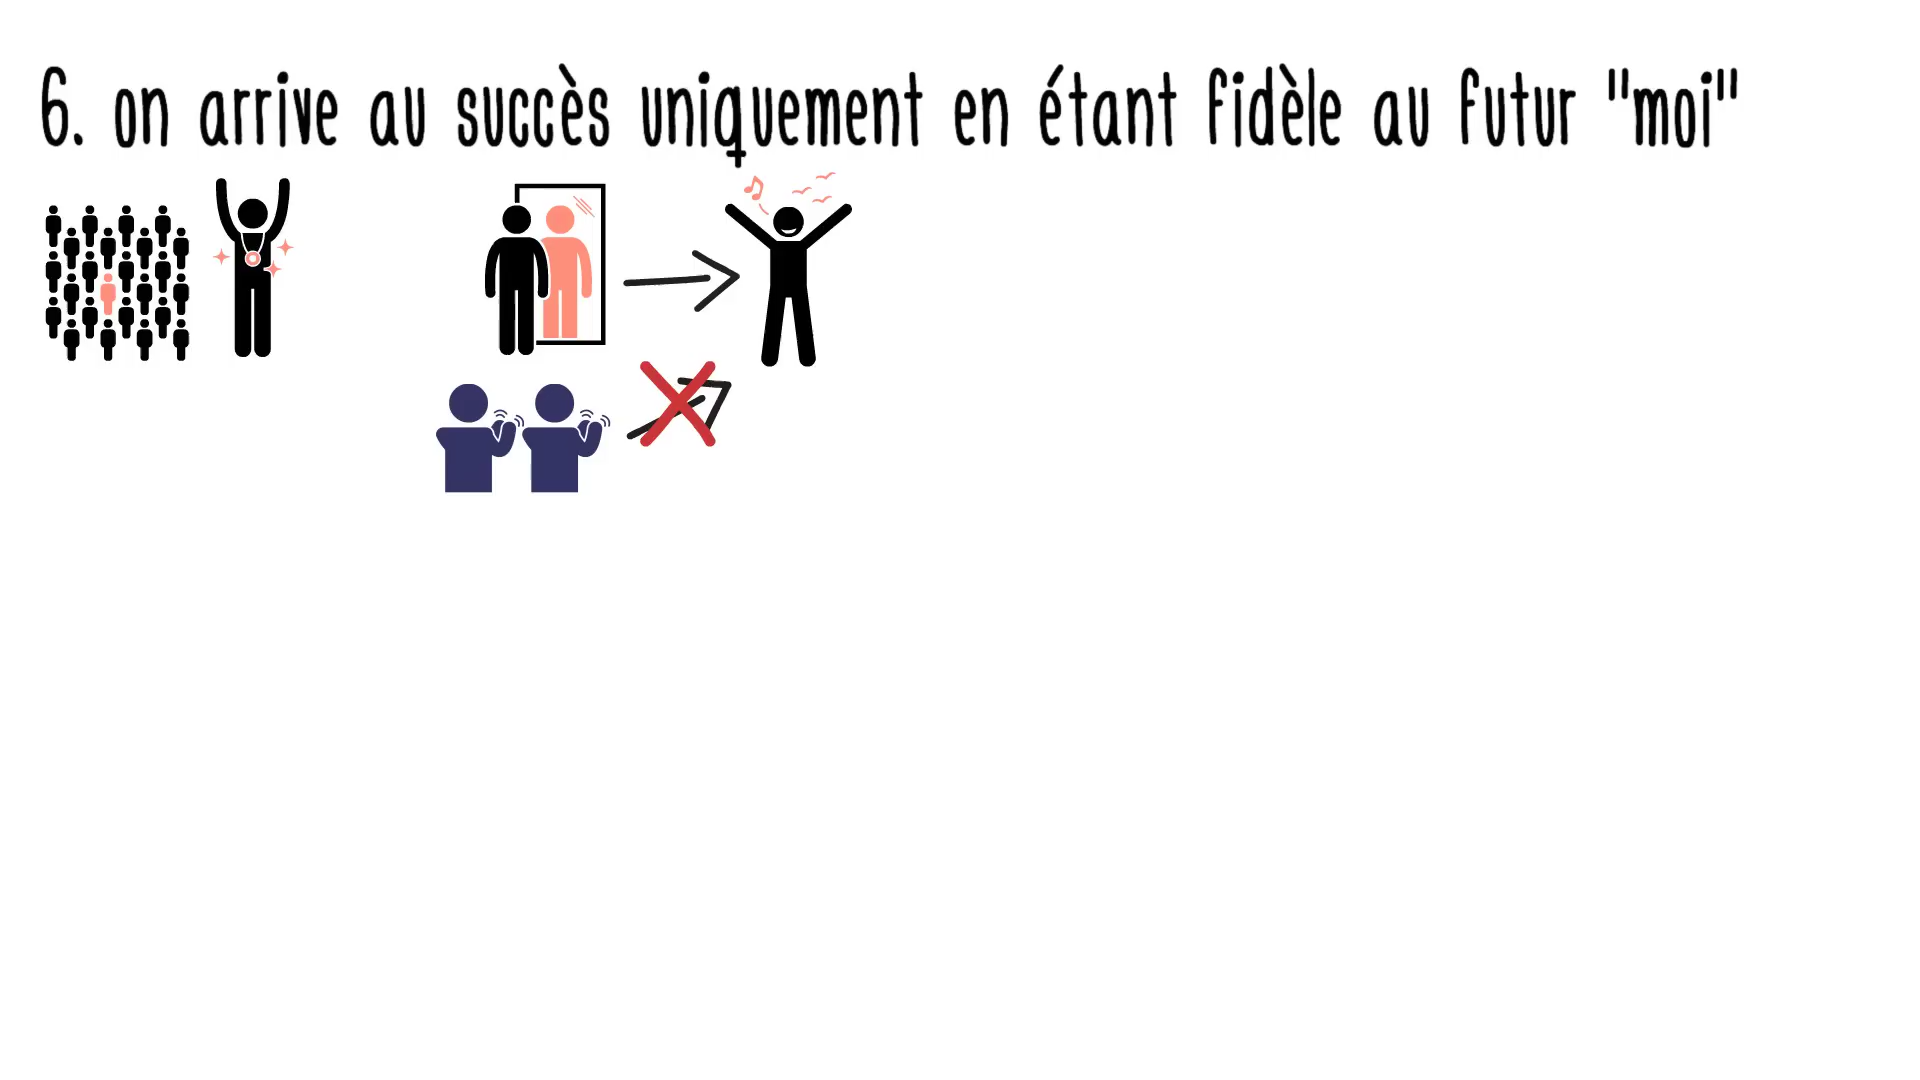 6. on arrive au succès uniquement en étant fidèle au futur "moi"